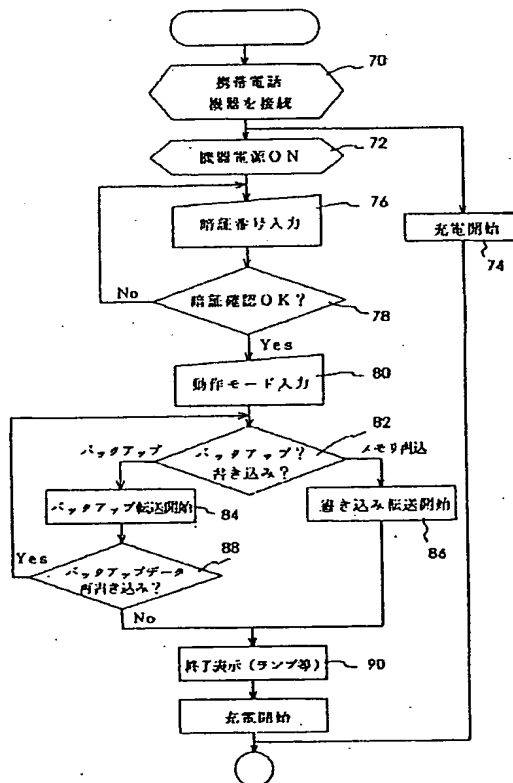 70
携帯電話
機器を接続
72
機器電源ON
76
暗証番号入力
充電開始
74
No
暗証確認OK?
78
Yes
80
動作モード入力
82
バックアップ
バックアップ?
書き込み?
メモリ再込
バックアップ転送開始
84
書き込み転送開始
86
Yes
88
バックアップデータ
再書き込み?
No
終了表示(ランプ等)
90
充電開始